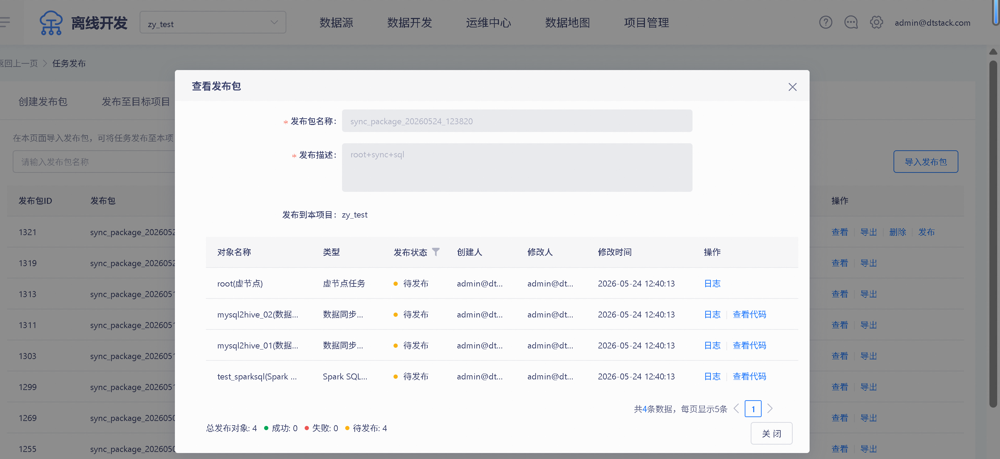 离线开发 zy_test 数据源 数据开发 运维中心 数据地图 项目管理 admin@dtstack.com
返回上一页 任务发布
查看发布包
创建发布包 发布至目标项目
* 发布包名称： sync_package_20260524_123820
在本页面导入发布包，可将任务发布至本项
* 发布描述： root+sync+sql
请输入发布包名称 导入发布包
发布包ID 发布包 操作
发布到本项目： zy_test
1321 sync_package_202605 查看 导出 删除 发布
对象名称 类型 发布状态 创建人 修改人 修改时间 操作
1319 sync_package_202605 查看 导出
root(虚节点) 虚节点任务 待发布 admin@dt... admin@dt... 2026-05-24 12:40:13 日志
1313 sync_package_202605 查看 导出
mysql2hive_02(数据... 数据同步... 待发布 admin@dt... admin@dt... 2026-05-24 12:40:13 日志 查看代码
1311 sync_package_202605 查看 导出
mysql2hive_01(数据... 数据同步... 待发布 admin@dt... admin@dt... 2026-05-24 12:40:13 日志 查看代码
1303 sync_package_202605 查看 导出
test_sparksql(Spark ... Spark SQL... 待发布 admin@dt... admin@dt... 2026-05-24 12:40:13 日志 查看代码
1299 sync_package_202605 查看 导出
共4条数据，每页显示5条 1
1269 sync_package_202605 查看 导出
总发布对象: 4 成功: 0 失败: 0 待发布: 4
关 闭
1255 sync_package_202605 查看 导出